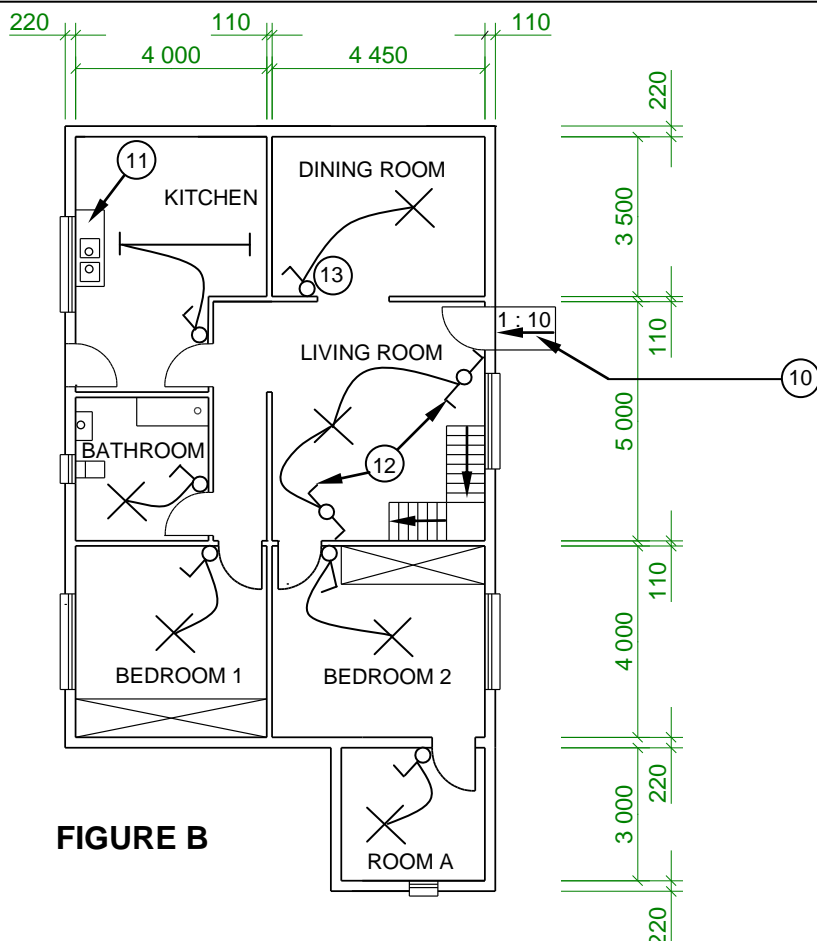 220 110 110
4 000 4 450
220
11
DINING ROOM
KITCHEN
3 500
13
1 : 10
110
LIVING ROOM
10
5 000
BATHROOM
12
110
4 000
BEDROOM 1 BEDROOM 2
220
3 000
FIGURE B
ROOM A
220